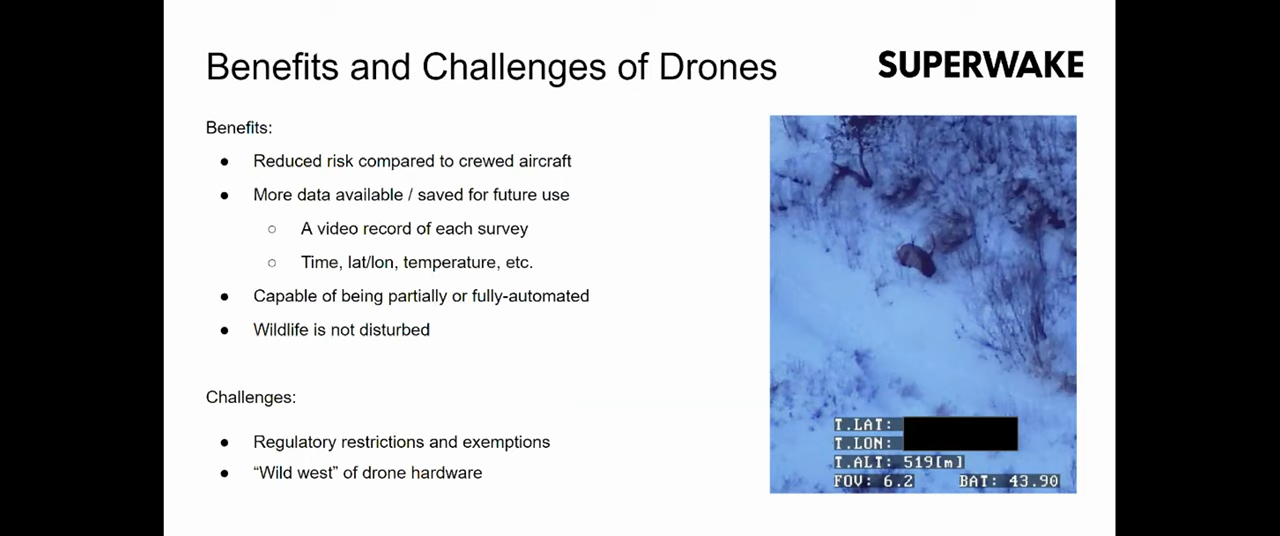 Benefits and Challenges of Drones
SUPERWAKE
Benefits:
● Reduced risk compared to crewed aircraft
● More data available / saved for future use
○ A video record of each survey
○ Time, lat/lon, temperature, etc.
● Capable of being partially or fully-automated
● Wildlife is not disturbed
Challenges:
● Regulatory restrictions and exemptions
● “Wild west” of drone hardware
T.LAT:
T.LON:
T.ALT: 519[m]
FOV: 6.2 BAT: 43.90